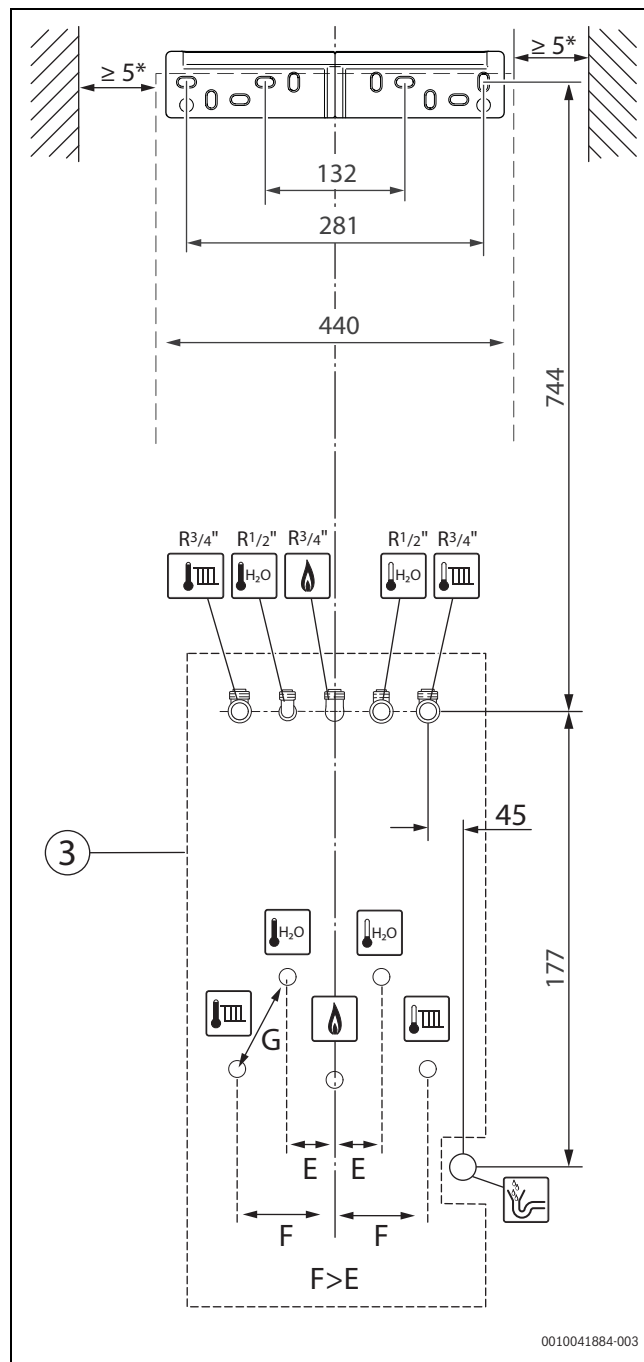 ≥ 5*
≥ 5*
132
281
440
744
R3/4" R1/2" R3/4" R1/2" R3/4"
H₂O
H₂O
45
3
177
H₂O
H₂O
G
E E
F F
F>E
0010041884-003